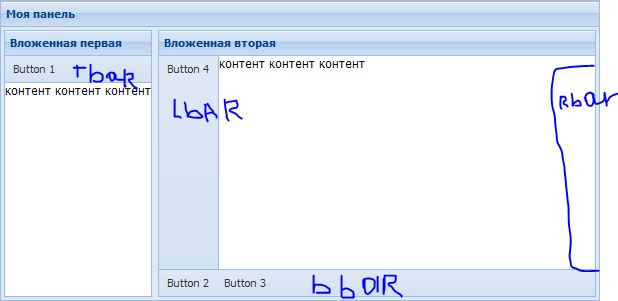 Моя панель
Вложенная первая
Вложенная вторая
Button 1 Tbar
Button 4
контент контент контент
контент контент контент
LbAR
Rbar
Button 2 Button 3 bbaR